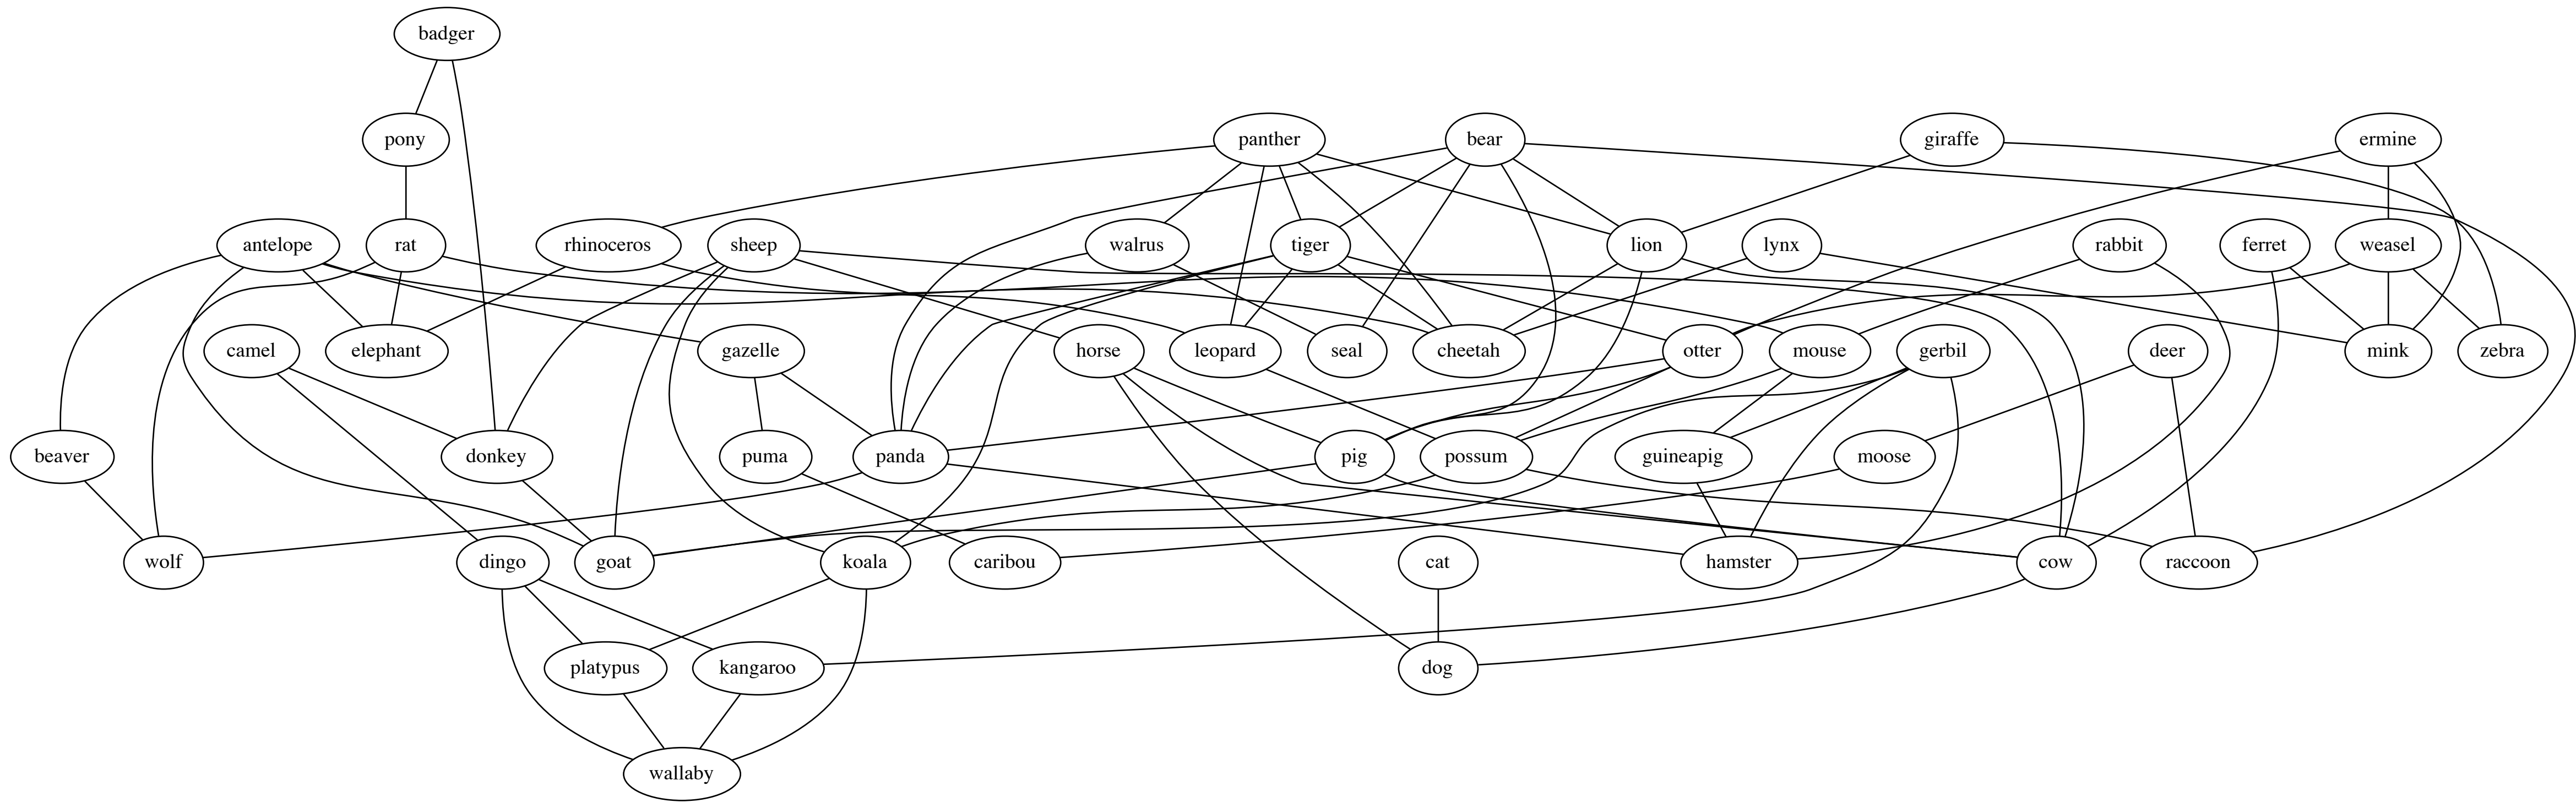 badger
pony
panther
bear
giraffe
ermine
antelope
rat
rhinoceros
sheep
walrus
tiger
lion
lynx
rabbit
ferret
weasel
camel
elephant
gazelle
horse
leopard
seal
cheetah
otter
mouse
gerbil
deer
mink
zebra
beaver
donkey
puma
panda
pig
possum
guineapig
moose
wolf
dingo
goat
koala
caribou
cat
hamster
cow
raccoon
platypus
kangaroo
dog
wallaby